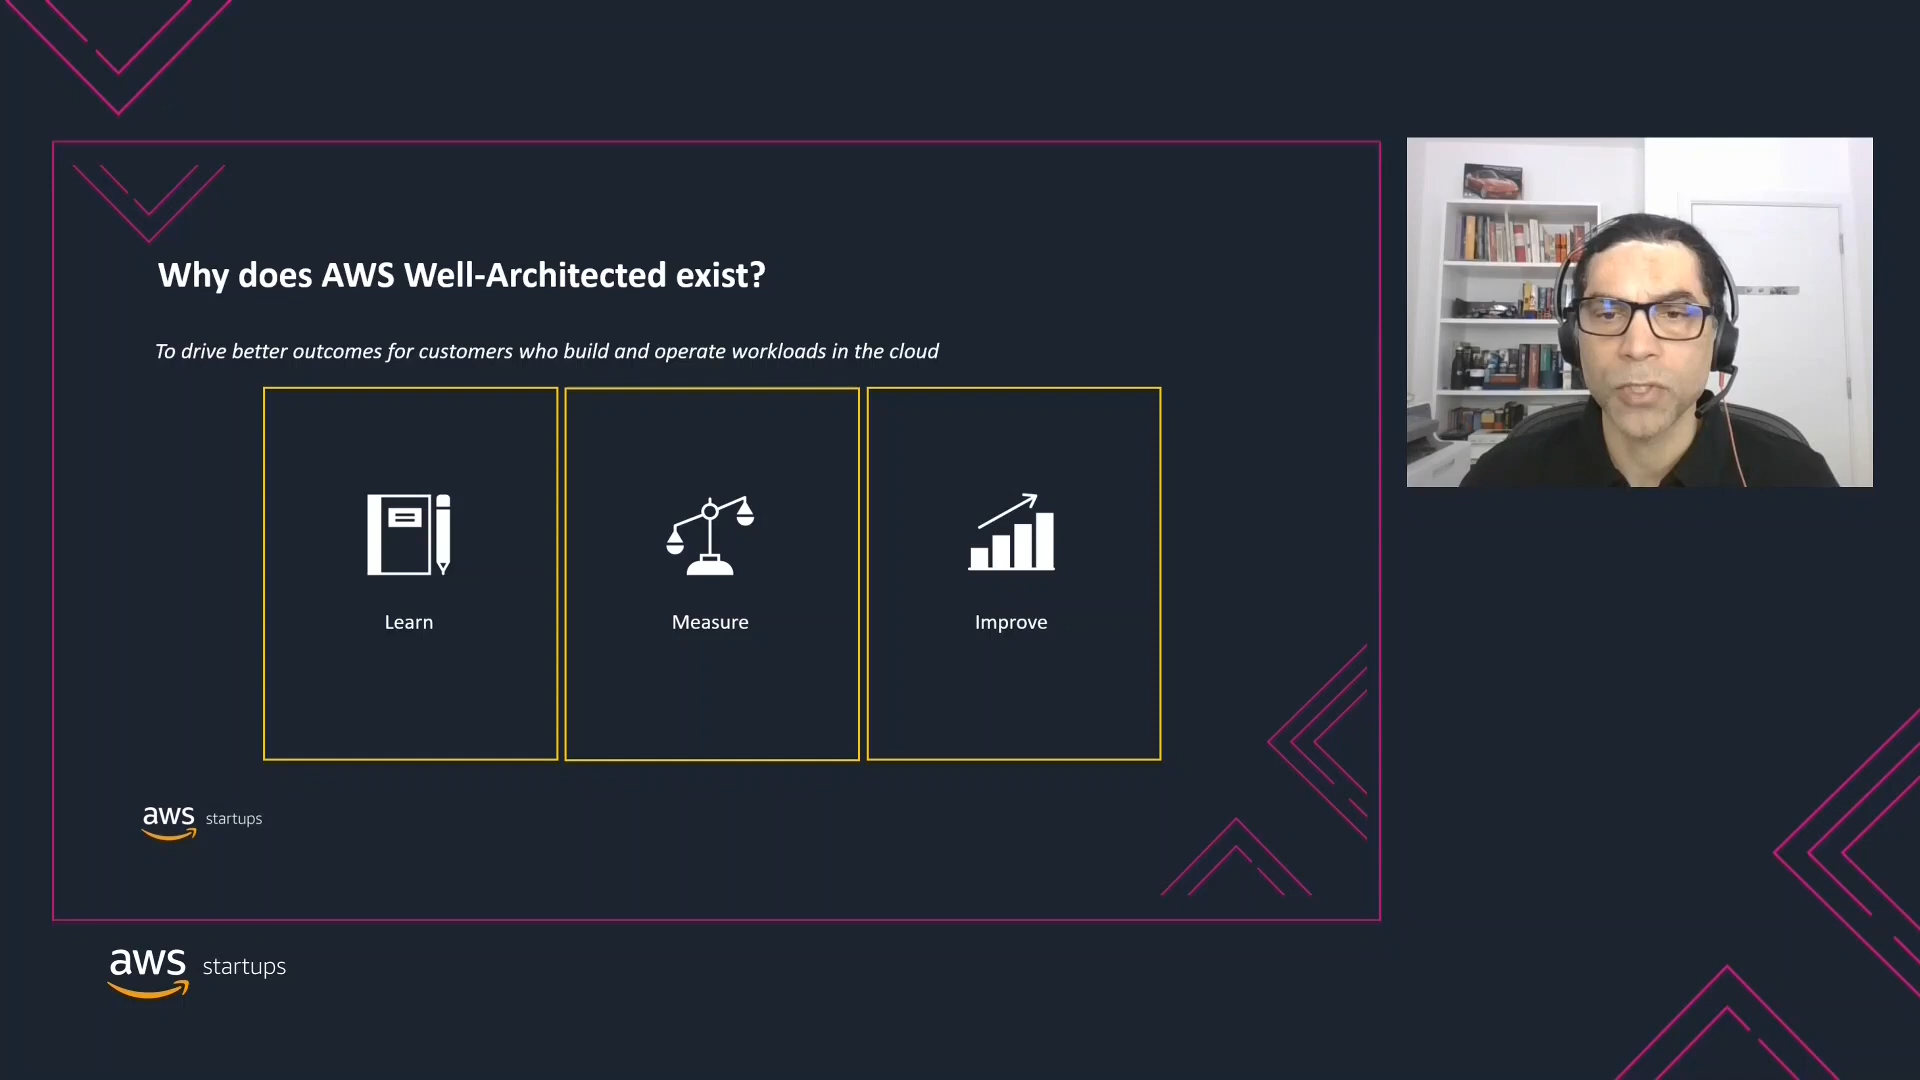 Why does AWS Well-Architected exist?
To drive better outcomes for customers who build and operate workloads in the cloud
Learn
Measure
Improve
aws startups
aws startups